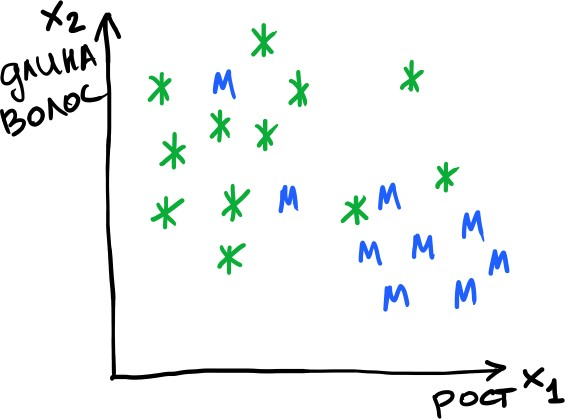 X2
ДЛИНА
ВОЛОС
Ж
Ж М Ж Ж
Ж Ж
Ж
Ж
Ж Ж М Ж М
М
Ж М М М
М М
РОСТ X1